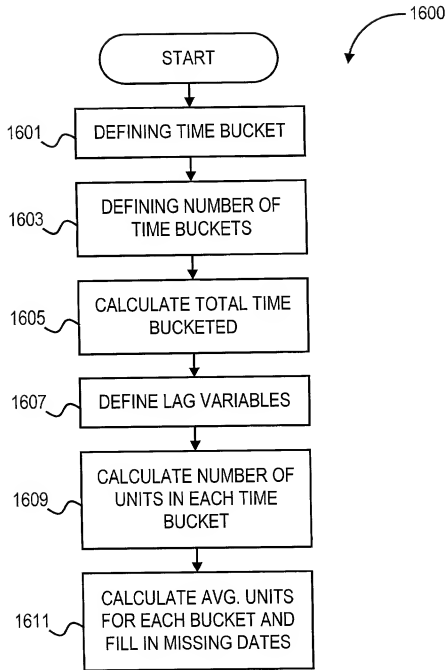 1600
START
1601
DEFINING TIME BUCKET
1603
DEFINING NUMBER OF
TIME BUCKETS
1605
CALCULATE TOTAL TIME
BUCKETED
1607
DEFINE LAG VARIABLES
1609
CALCULATE NUMBER OF
UNITS IN EACH TIME
BUCKET
1611
CALCULATE AVG. UNITS
FOR EACH BUCKET AND
FILL IN MISSING DATES